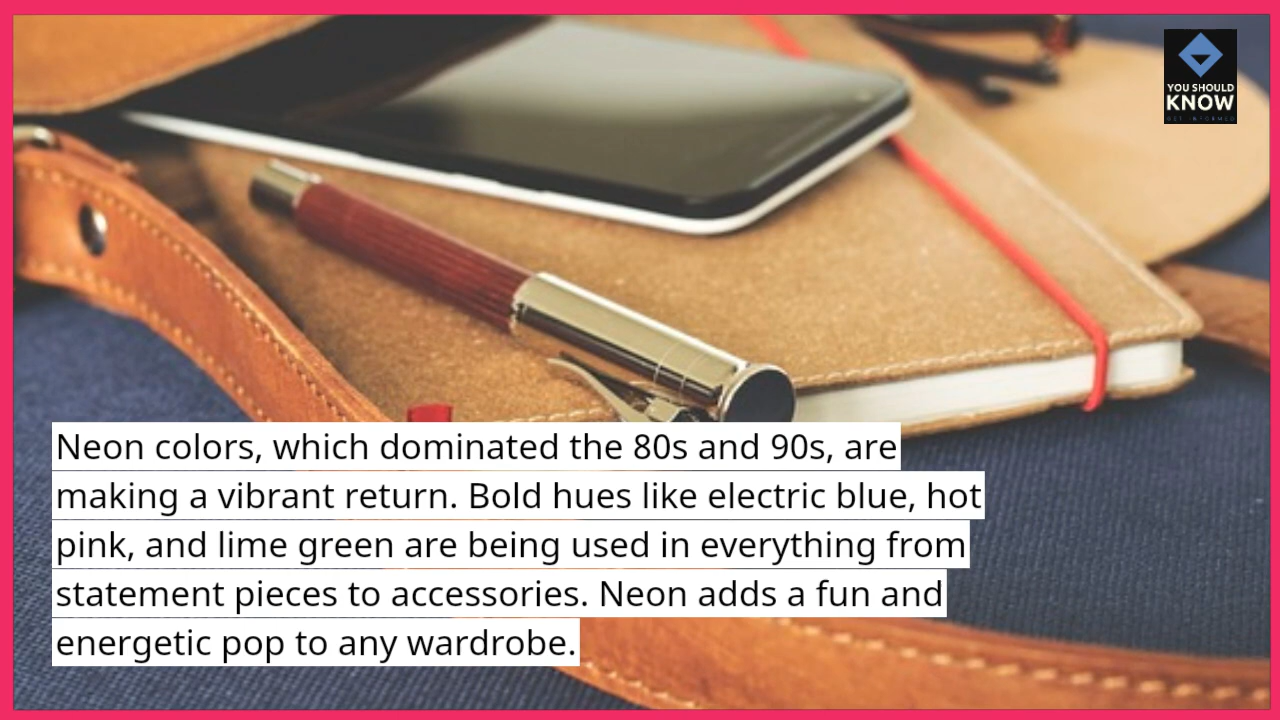 YOU SHOULD
KNOW
GET INFORMED
Neon colors, which dominated the 80s and 90s, are
making a vibrant return. Bold hues like electric blue, hot
pink, and lime green are being used in everything from
statement pieces to accessories. Neon adds a fun and
energetic pop to any wardrobe.